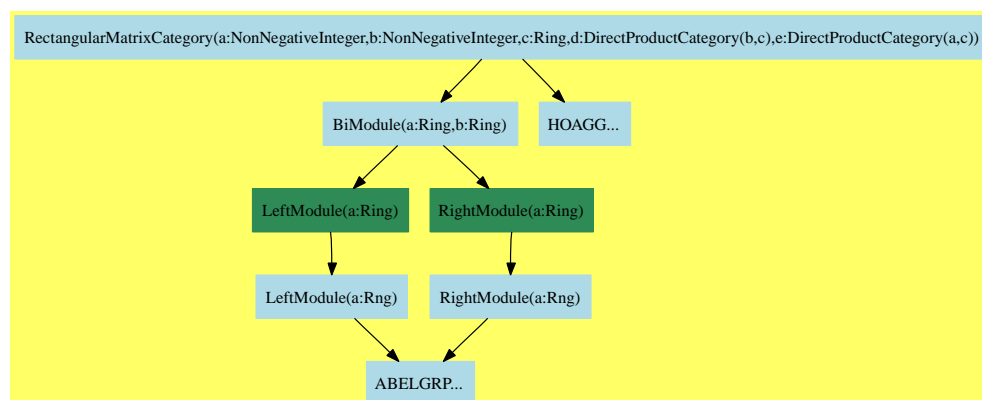 RectangularMatrixCategory(a:NonNegativeInteger,b:NonNegativeInteger,c:Ring,d:DirectProductCategory(b,c),e:DirectProductCategory(a,c))
BiModule(a:Ring,b:Ring)
HOAGG...
LeftModule(a:Ring)
RightModule(a:Ring)
LeftModule(a:Rng)
RightModule(a:Rng)
ABELGRP...